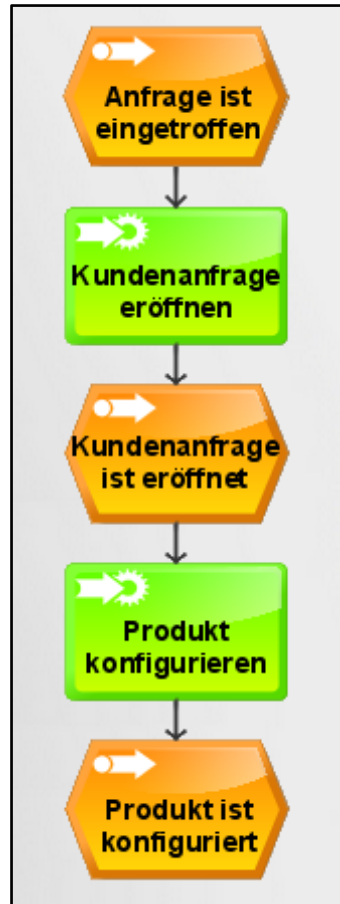 Anfrage ist
eingetroffen
Kundenanfrage
eröffnen
Kundenanfrage
ist eröffnet
Produkt
konfigurieren
Produkt ist
konfiguriert